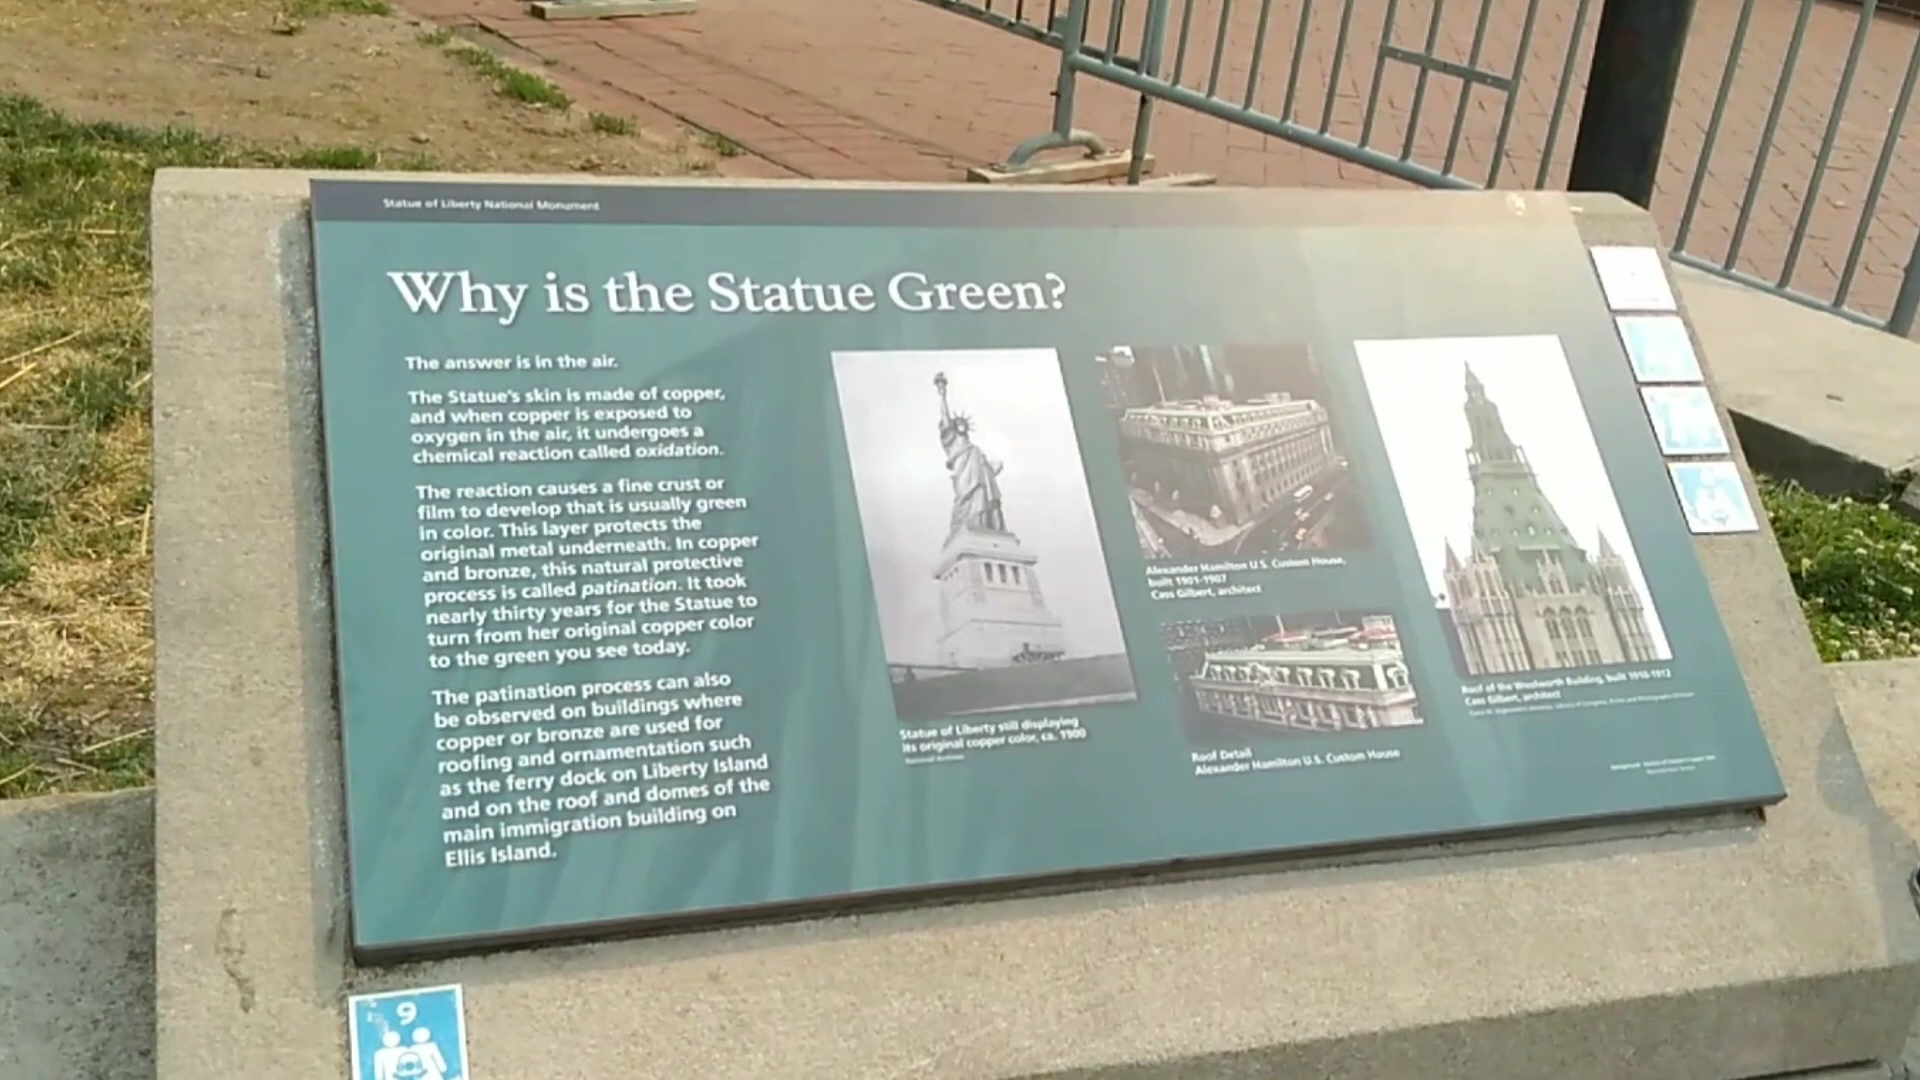 Statue of Liberty National Monument
Why is the Statue Green?
The answer is in the air.
The Statue's skin is made of copper,
and when copper is exposed to
oxygen in the air, it undergoes a
chemical reaction called oxidation.
The reaction causes a fine crust or
film to develop that is usually green
in color. This layer protects the
original metal underneath. In copper
and bronze, this natural protective
process is called patination. It took
nearly thirty years for the Statue to
turn from her original copper color
to the green you see today.
The patination process can also
be observed on buildings where
copper or bronze are used for
roofing and ornamentation such
as the ferry dock on Liberty Island
and on the roof and domes of the
main immigration building on
Ellis Island.
Statue of Liberty still displaying
its original copper color, ca. 1900
National Archives
Alexander Hamilton U.S. Custom House,
built 1901-1907
Cass Gilbert, architect
Roof Detail
Alexander Hamilton U.S. Custom House
Roof of the Woolworth Building, built 1910-1912
Cass Gilbert, architect
9